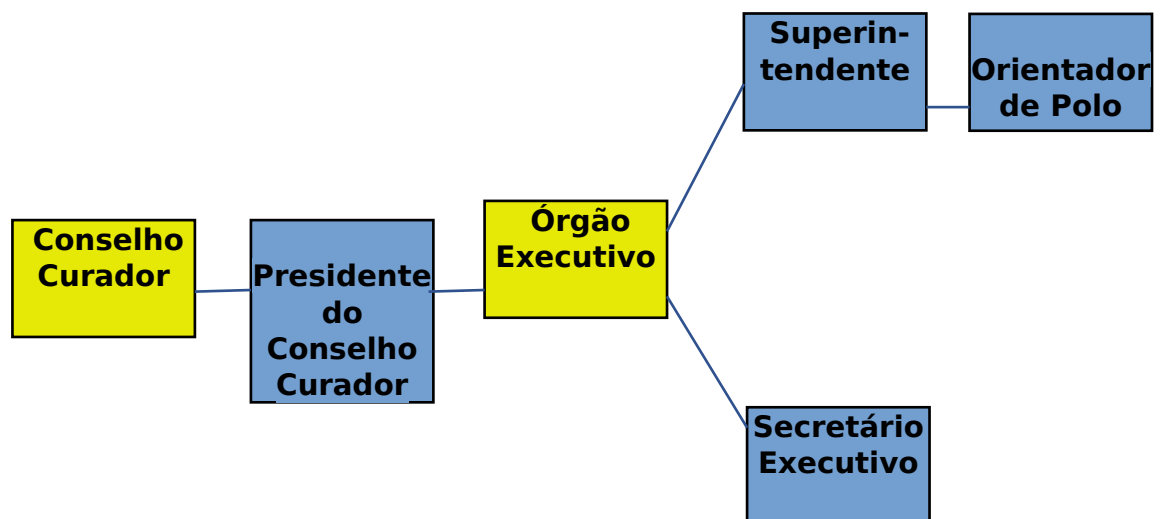 Conselho
Curador
Presidente
do
Conselho
Curador
Órgão
Executivo
Superin-
tendente
Orientador
de Polo
Secretário
Executivo